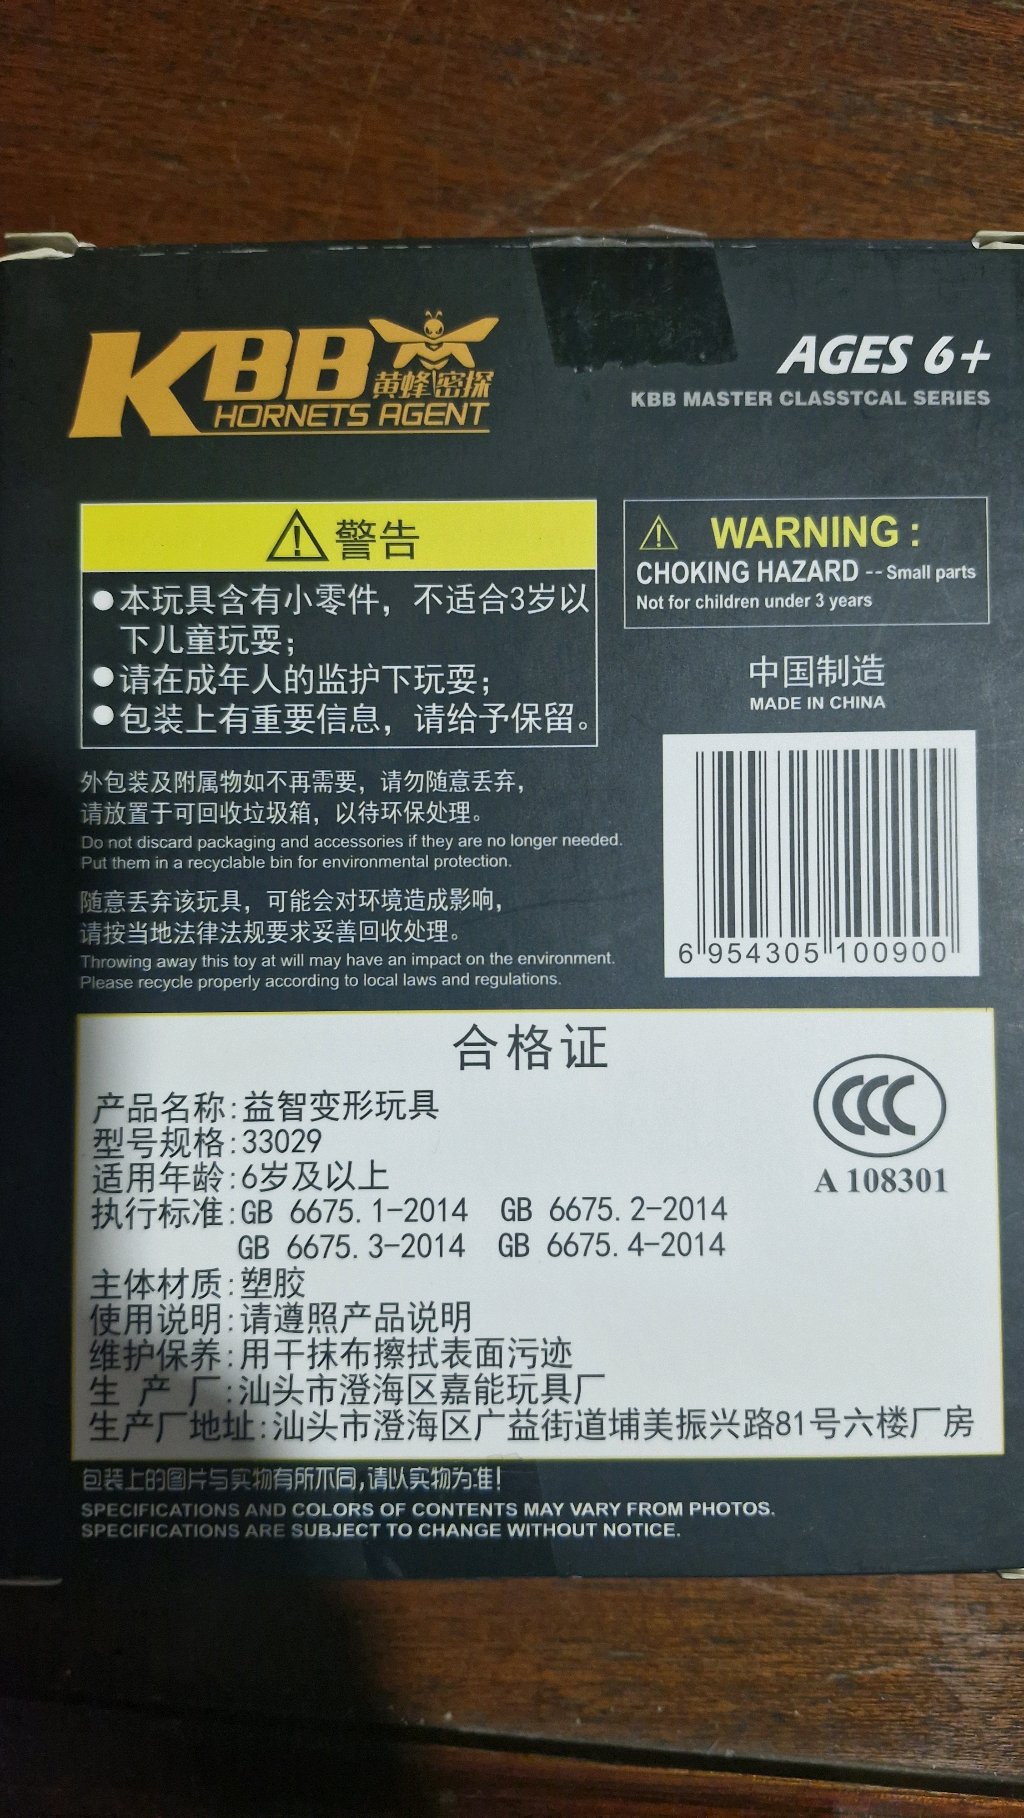 KBB
黄蜂密探
HORNETS AGENT
AGES 6+
KBB MASTER CLASSTCAL SERIES
警告
●本玩具含有小零件，不适合3岁以
下儿童玩耍；
●请在成年人的监护下玩耍；
●包装上有重要信息，请给予保留。
WARNING :
CHOKING HAZARD -- Small parts
Not for children under 3 years
中国制造
MADE IN CHINA
6 954305 100900
外包装及附属物如不再需要，请勿随意丢弃，
请放置于可回收垃圾箱，以待环保处理。
Do not discard packaging and accessories if they are no longer needed.
Put them in a recyclable bin for environmental protection.
随意丢弃该玩具，可能会对环境造成影响，
请按当地法律法规要求妥善回收处理。
Throwing away this toy at will may have an impact on the environment.
Please recycle properly according to local laws and regulations.
合格证
产品名称:益智变形玩具
型号规格:33029
适用年龄:6岁及以上
执行标准:GB 6675.1-2014 GB 6675.2-2014
GB 6675.3-2014 GB 6675.4-2014
主体材质:塑胶
使用说明:请遵照产品说明
维护保养:用干抹布擦拭表面污迹
生 产 厂:汕头市澄海区嘉能玩具厂
生产厂地址:汕头市澄海区广益街道埔美振兴路81号六楼厂房
CCC
A 108301
包装上的图片与实物有所不同,请以实物为准!
SPECIFICATIONS AND COLORS OF CONTENTS MAY VARY FROM PHOTOS.
SPECIFICATIONS ARE SUBJECT TO CHANGE WITHOUT NOTICE.